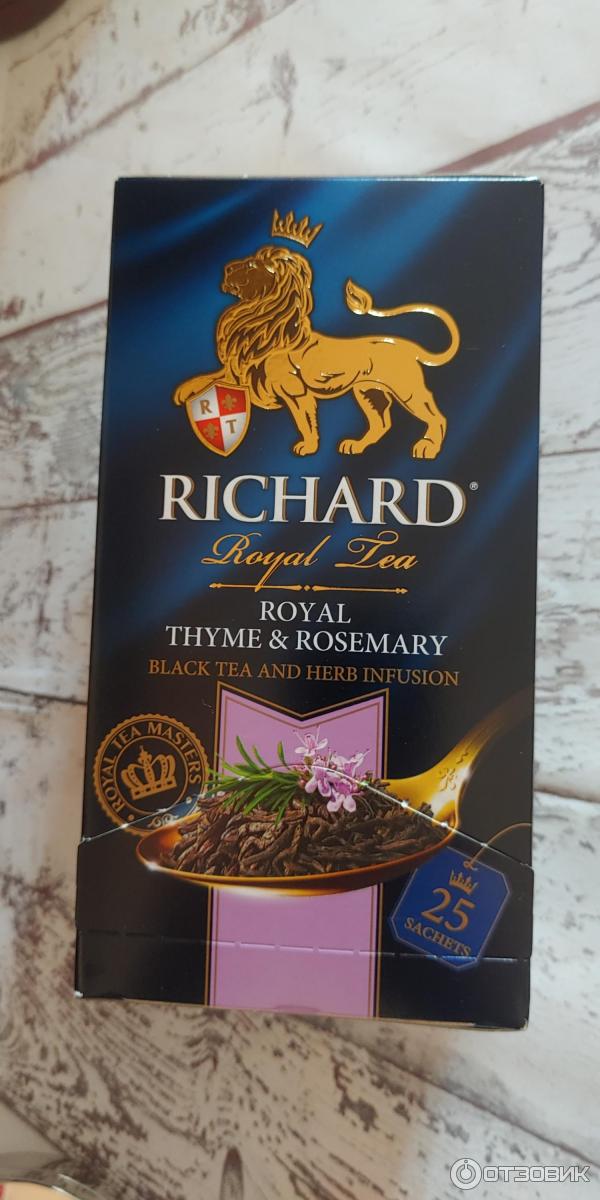 R
T
RICHARD®
Royal Tea
ROYAL
THYME & ROSEMARY
BLACK TEA AND HERB INFUSION
ROYAL TEA MASTERS
25
SACHETS
ОТЗОВИК